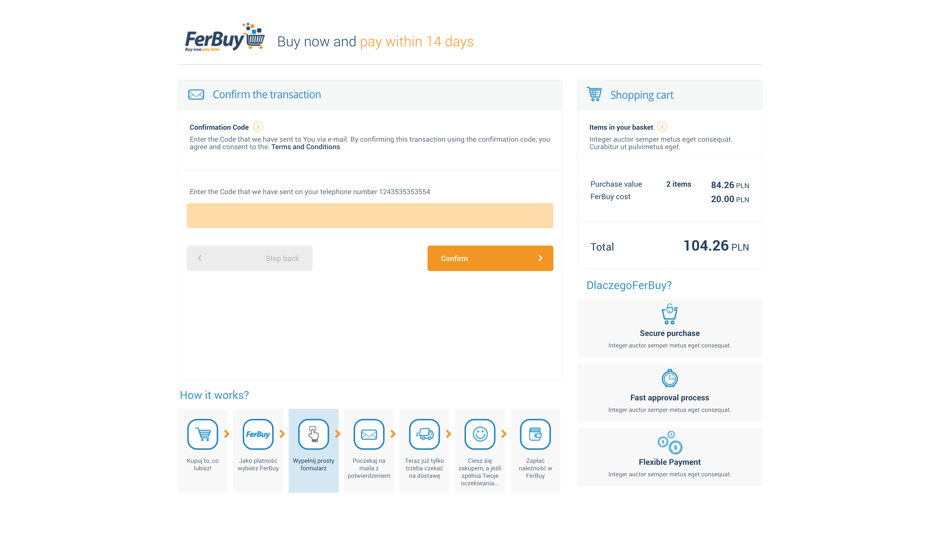 FerBuy
Buy now pay later
Buy now and pay within 14 days
Confirm the transaction
Confirmation Code i
Enter the Code that we have sent to You via e-mail. By confirming this transaction using the confirmation code, you
agree and consent to the: Terms and Conditions
Enter the Code that we have sent on your telephone number 1243535353554
Step back
Confirm
Shopping cart
Items in your basket i
Integer auctor semper metus eget consequat.
Curabitur ut pulvimetus eget.
Purchase value 2 items 84.26 PLN
FerBuy cost 20.00 PLN
Total 104.26 PLN
DlaczegoFerBuy?
Secure purchase
Integer auctor semper metus eget consequat.
Fast approval process
Integer auctor semper metus eget consequat.
Flexible Payment
Integer auctor semper metus eget consequat.
How it works?
Kupuj to, co
lubisz!
FerBuy
Jako płatność
wybierz FerBuy
Wypełnij prosty
formularz
Poczekaj na
maila z
potwierdzeniem
Teraz już tylko
trzeba czekać
na dostawę
Ciesz się
zakupem, a jeśli
spełnia Twoje
oczekiwania...
Zapłać
należność w
FerBuy